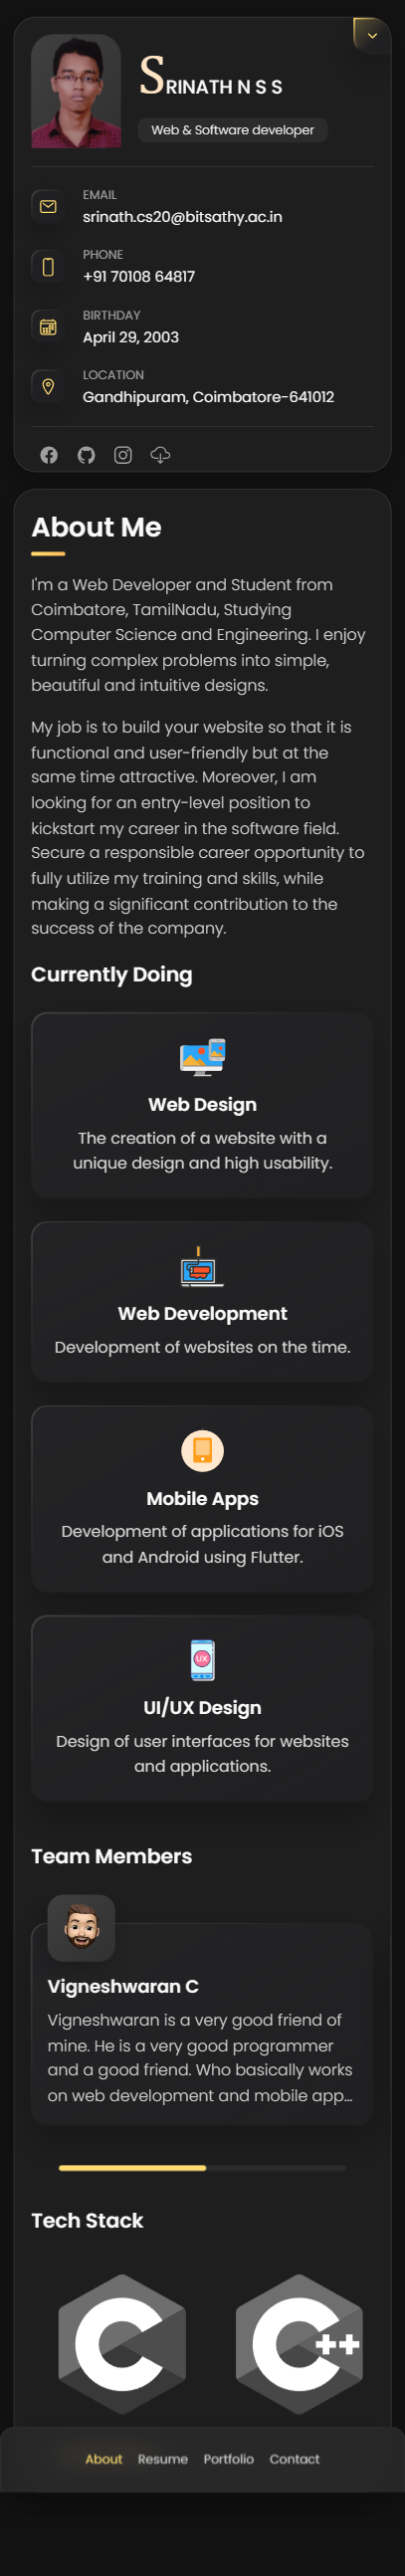 SRINATH N S S
Web & Software developer
EMAIL
srinath.cs20@bitsathy.ac.in
PHONE
+91 70108 64817
BIRTHDAY
April 29, 2003
LOCATION
Gandhipuram, Coimbatore-641012
About Me
I'm a Web Developer and Student from
Coimbatore, TamilNadu, Studying
Computer Science and Engineering. I enjoy
turning complex problems into simple,
beautiful and intuitive designs.
My job is to build your website so that it is
functional and user-friendly but at the
same time attractive. Moreover, I am
looking for an entry-level position to
kickstart my career in the software field.
Secure a responsible career opportunity to
fully utilize my training and skills, while
making a significant contribution to the
success of the company.
Currently Doing
Web Design
The creation of a website with a
unique design and high usability.
Web Development
Development of websites on the time.
Mobile Apps
Development of applications for iOS
and Android using Flutter.
UX
UI/UX Design
Design of user interfaces for websites
and applications.
Team Members
Vigneshwaran C
Vigneshwaran is a very good friend of
mine. He is a very good programmer
and a good friend. Who basically works
on web development and mobile app...
Tech Stack
C C++
About Resume Portfolio Contact